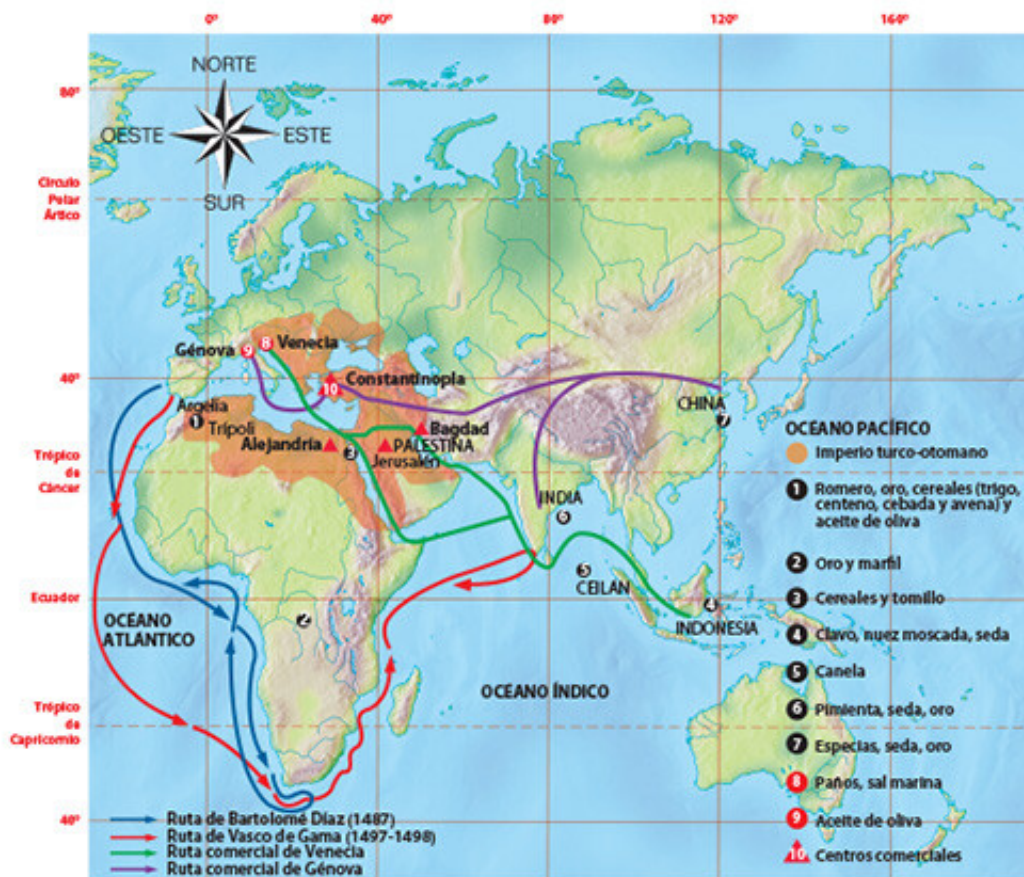 0º
40º
80º
120º
160º
NORTE
80º
OESTE
ESTE
SUR
Círculo
Polar
Ártico
Génova
9
8
Venecia
40º
10
Constantinopla
CHINA
7
Argelia
1
Trípoli
Alejandría
3
Bagdad
PALESTINA
Jerusalén
Trópico
de
Cáncer
INDIA
6
OCÉANO PACÍFICO
Imperio turco-otomano
1 Romero, oro, cereales (trigo,
centeno, cebada y avena) y
aceite de oliva
2 Oro y marfil
3 Cereales y tomillo
4 Clavo, nuez moscada, seda
5 Canela
6 Pimienta, seda, oro
7 Especias, seda, oro
8 Paños, sal marina
9 Aceite de oliva
10 Centros comerciales
5
CEILÁN
Ecuador
OCÉANO
ATLÁNTICO
2
4
INDONESIA
OCÉANO ÍNDICO
Trópico
de
Capricornio
40º
Ruta de Bartolomé Díaz (1487)
Ruta de Vasco de Gama (1497-1498)
Ruta comercial de Venecia
Ruta comercial de Génova